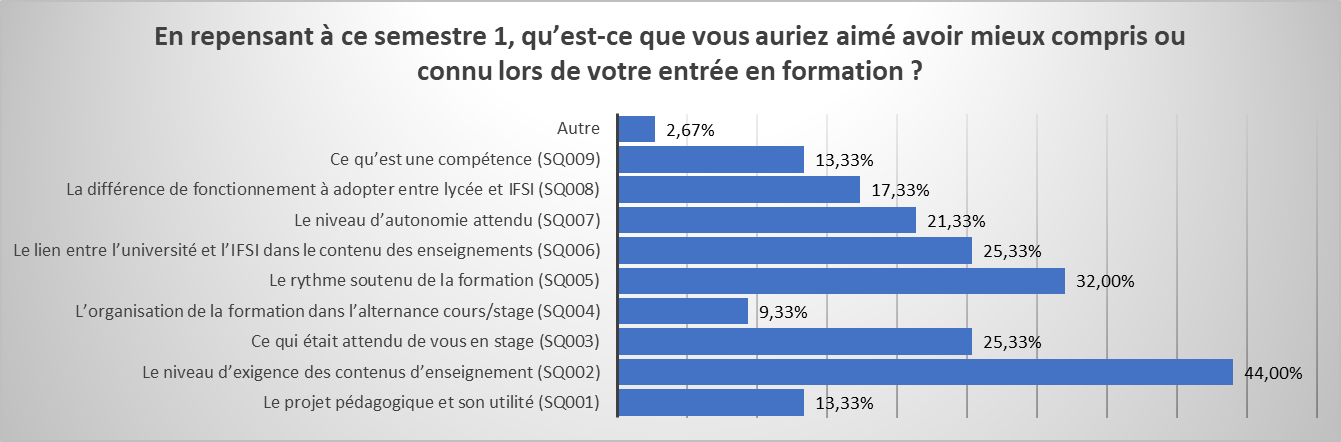 En repensant à ce semestre 1, qu’est-ce que vous auriez aimé avoir mieux compris ou
connu lors de votre entrée en formation ?
Autre 2,67%
Ce qu’est une compétence (SQ009) 13,33%
La différence de fonctionnement à adopter entre lycée et IFSI (SQ008) 17,33%
Le niveau d’autonomie attendu (SQ007) 21,33%
Le lien entre l’université et l’IFSI dans le contenu des enseignements (SQ006) 25,33%
Le rythme soutenu de la formation (SQ005) 32,00%
L’organisation de la formation dans l’alternance cours/stage (SQ004) 9,33%
Ce qui était attendu de vous en stage (SQ003) 25,33%
Le niveau d’exigence des contenus d’enseignement (SQ002) 44,00%
Le projet pédagogique et son utilité (SQ001) 13,33%